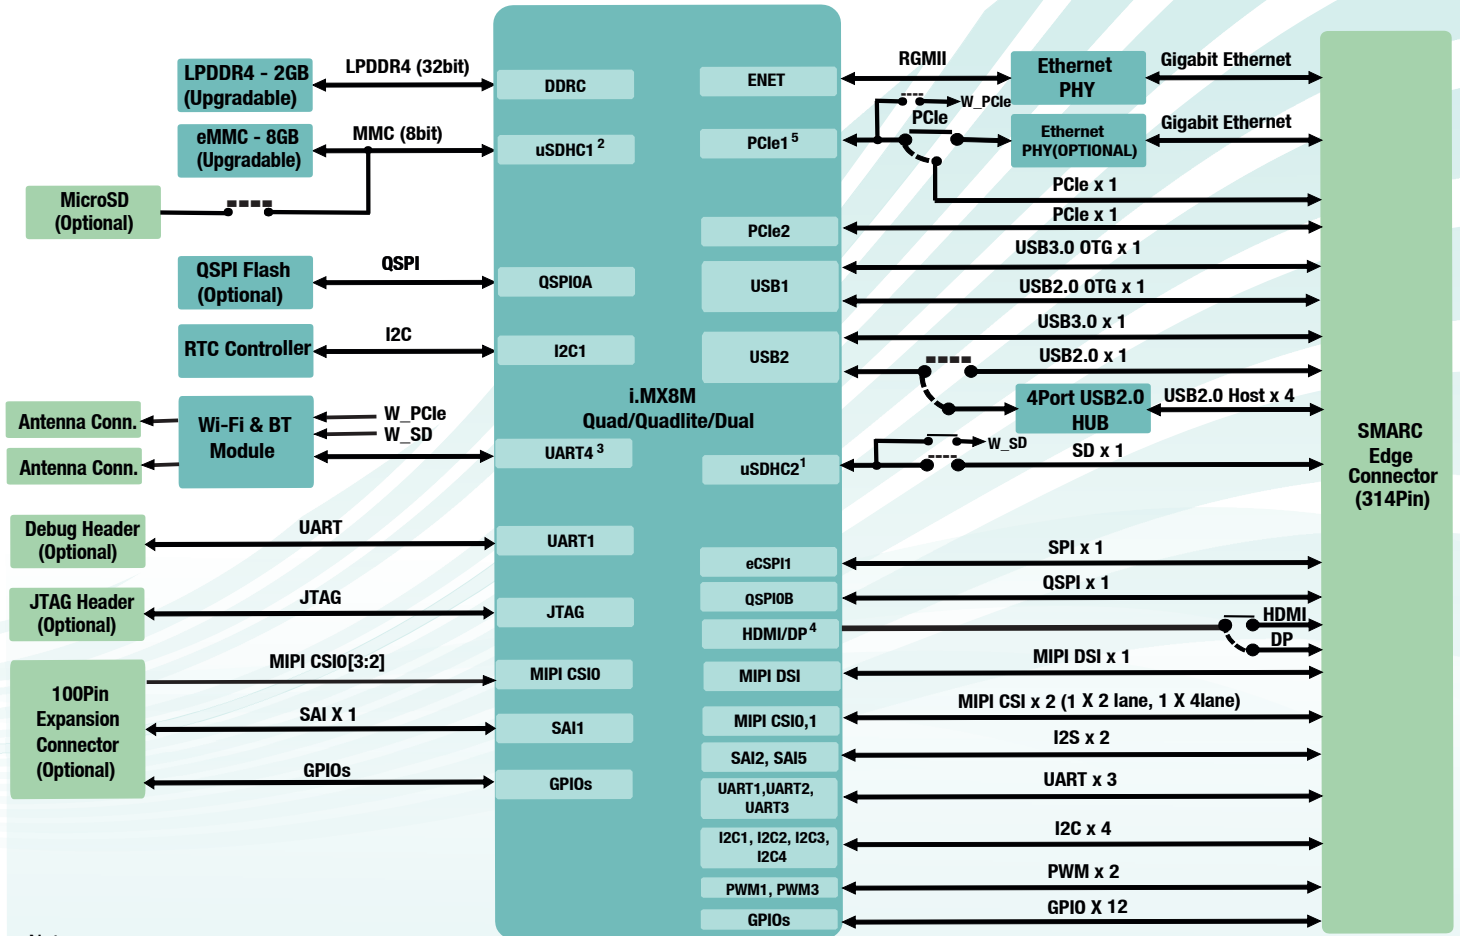 LPDDR4 - 2GB
(Upgradable)
LPDDR4 (32bit)
DDRC
eMMC - 8GB
(Upgradable)
MMC (8bit)
uSDHC1 2
MicroSD
(Optional)
QSPI Flash
(Optional)
QSPI
QSPI0A
RTC Controller
I2C
I2C1
Antenna Conn.
Antenna Conn.
Wi-Fi & BT
Module
W_PCIe
W_SD
UART4 3
Debug Header
(Optional)
UART
UART1
JTAG Header
(Optional)
JTAG
JTAG
100Pin
Expansion
Connector
(Optional)
MIPI CSI0[3:2]
MIPI CSI0
SAI X 1
SAI1
GPIOs
GPIOs
i.MX8M
Quad/Quadlite/Dual
ENET
RGMII
Ethernet
PHY
Gigabit Ethernet
PCIe1 5
W_PCIe
PCIe
Ethernet
PHY(OPTIONAL)
Gigabit Ethernet
PCIe x 1
PCIe2
PCIe x 1
USB1
USB3.0 OTG x 1
USB2.0 OTG x 1
USB2
USB3.0 x 1
USB2.0 x 1
4Port USB2.0
HUB
USB2.0 Host x 4
uSDHC2 1
W_SD
SD x 1
eCSPI1
SPI x 1
QSPI0B
QSPI x 1
HDMI/DP 4
HDMI
DP
MIPI DSI
MIPI DSI x 1
MIPI CSI0,1
MIPI CSI x 2 (1 X 2 lane, 1 X 4lane)
SAI2, SAI5
I2S x 2
UART1,UART2,
UART3
UART x 3
I2C1, I2C2, I2C3,
I2C4
I2C x 4
PWM1, PWM3
PWM x 2
GPIOs
GPIO X 12
SMARC
Edge
Connector
(314Pin)